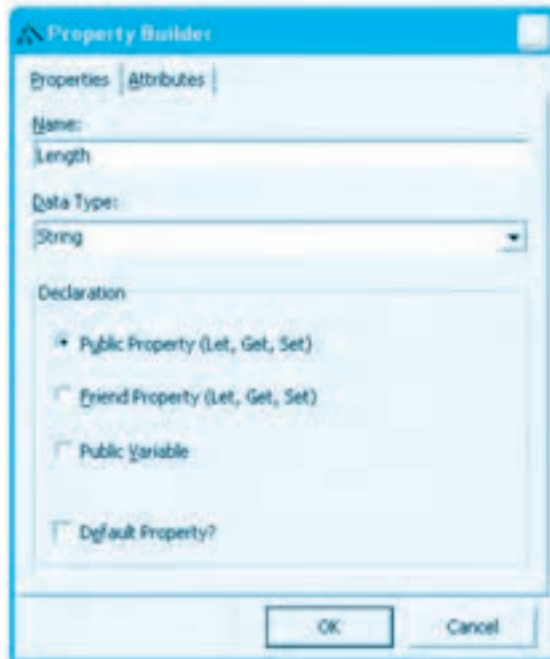 Property Builder
Properties Attributes
Name:
Length
Data Type:
String
Declaration
Public Property (Let, Get, Set)
Friend Property (Let, Get, Set)
Public Variable
Default Property?
OK Cancel